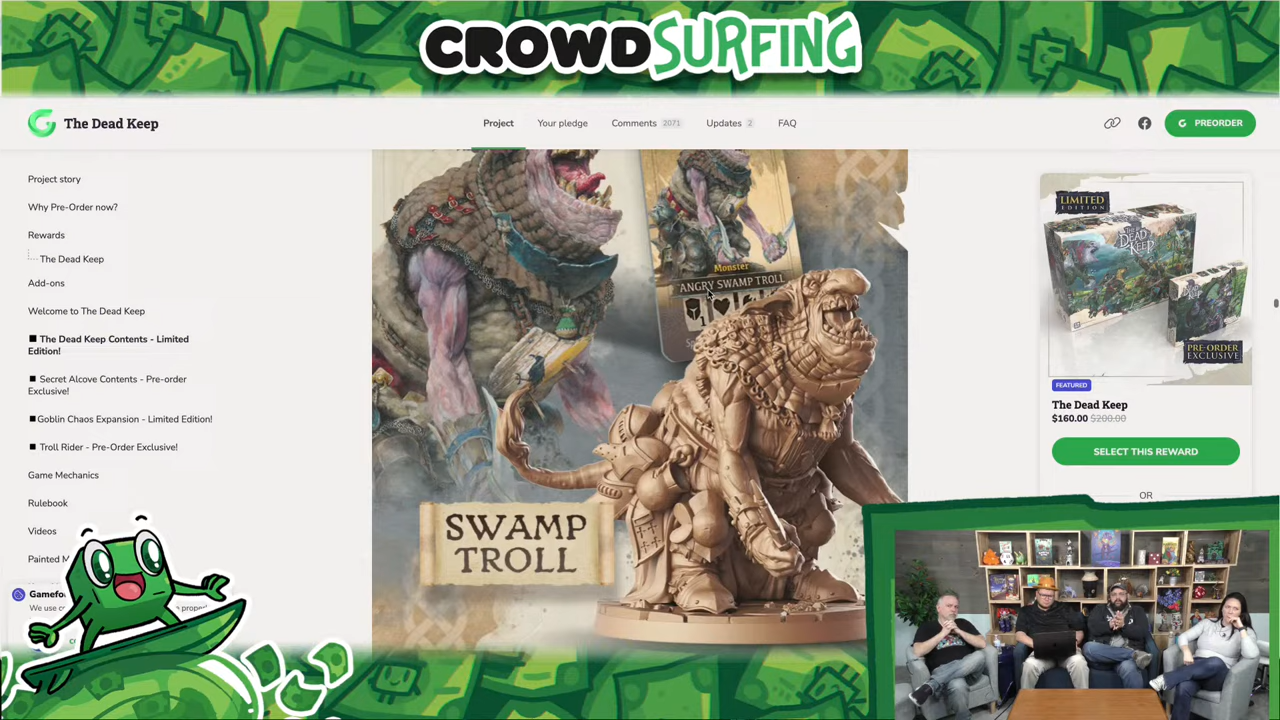 CROWDSURFING
The Dead Keep
Project
Your pledge
Comments 2071
Updates 2
FAQ
PREORDER
Project story
Why Pre-Order now?
Rewards
The Dead Keep
Add-ons
Welcome to The Dead Keep
The Dead Keep Contents - Limited
Edition!
Secret Alcove Contents - Pre-order
Exclusive!
Goblin Chaos Expansion - Limited Edition!
Troll Rider - Pre-Order Exclusive!
Game Mechanics
Rulebook
Videos
Painted
Monster
ANGRY SWAMP TROLL
1
SWAMP
TROLL
LIMITED
EDITION
THE
DEAD
KEEP
PRE-ORDER
EXCLUSIVE
FEATURED
The Dead Keep
$160.00 $200.00
SELECT THIS REWARD
OR